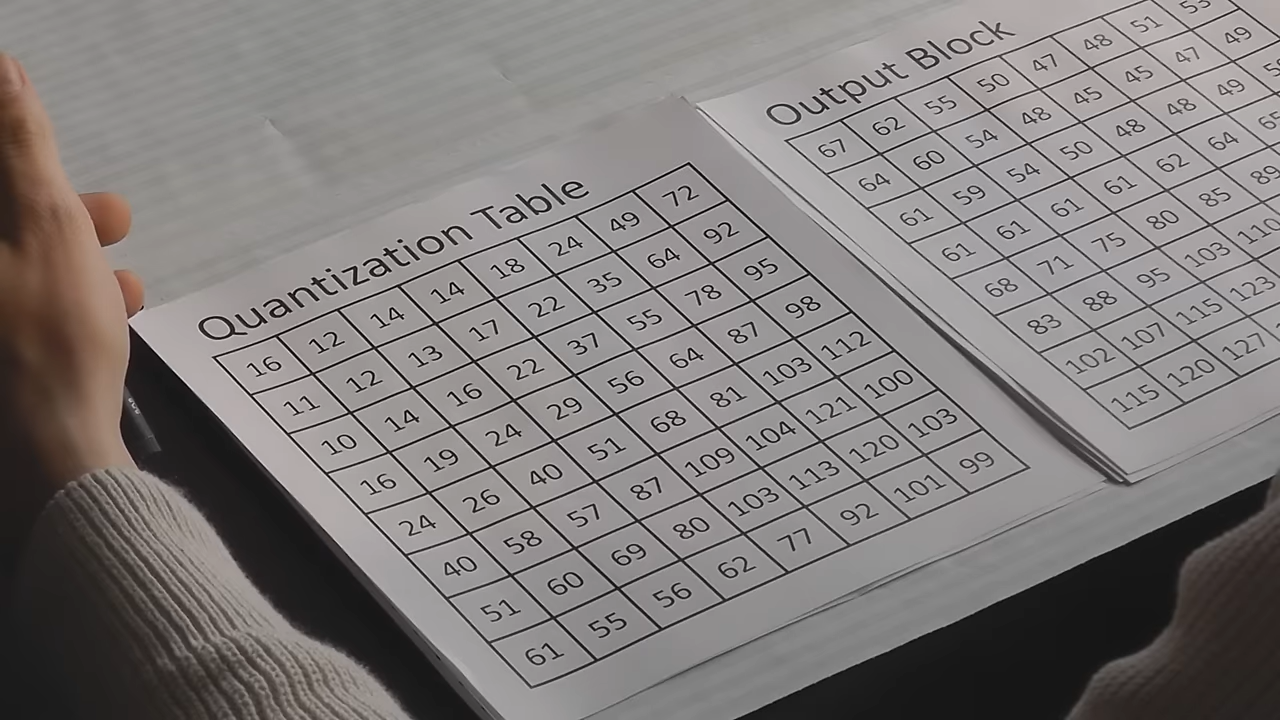 Quantization Table
16 12 14 14 18 24 49 72
11 12 13 17 22 35 64 92
10 14 16 22 37 55 78 95
16 19 24 29 56 64 87 98
24 26 40 51 68 81 103 112
40 58 57 87 109 104 121 100
51 60 69 80 103 113 120 103
61 55 56 62 77 92 101 99
Output Block
67 62 55 50 47 48 51 53
64 60 54 48 45 45 47 49
61 59 54 50 48 48 49
61 61 61 61 62 64 65
68 71 75 80 85 89
83 88 95 103 110
102 107 115 123
115 120 127